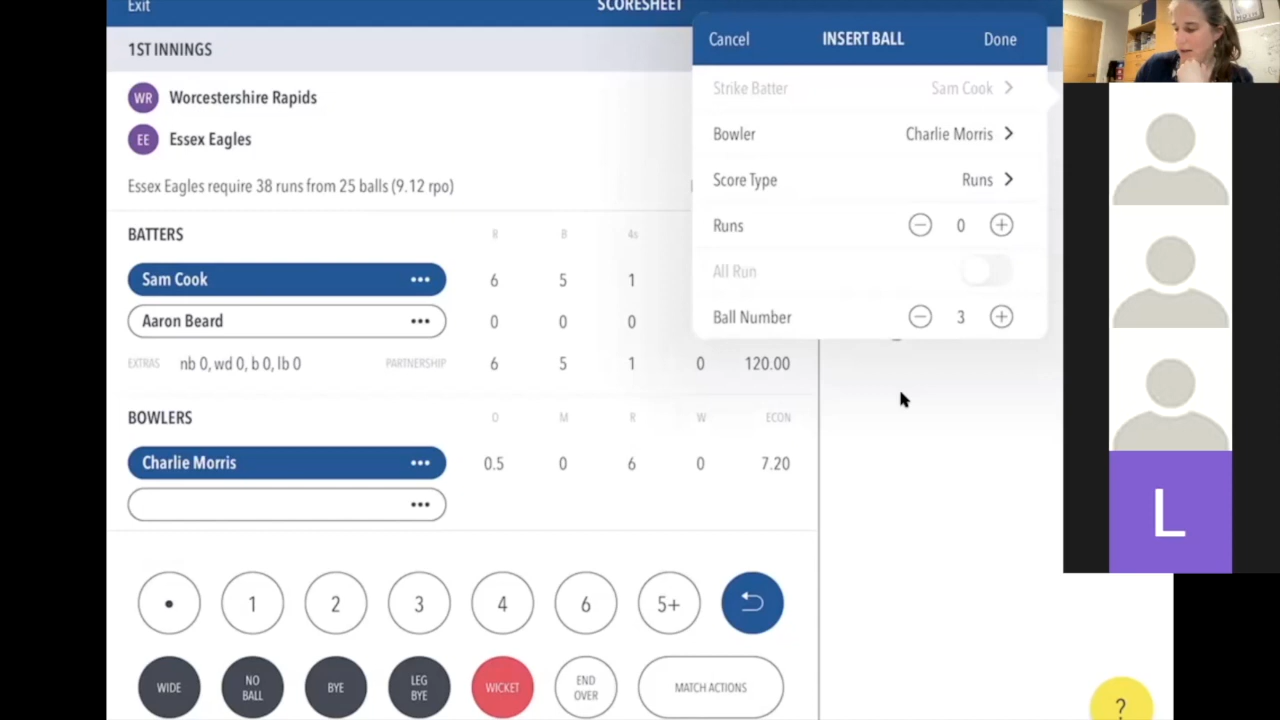 Exit
SCORESHEET
1ST INNINGS
WR Worcestershire Rapids
EE Essex Eagles
Essex Eagles require 38 runs from 25 balls (9.12 rpo)
Cancel INSERT BALL Done
Strike Batter Sam Cook
Bowler Charlie Morris
Score Type Runs
Runs 0
All Run
Ball Number 3
BATTERS R B 4s
Sam Cook 6 5 1
Aaron Beard 0 0 0
EXTRAS nb 0, wd 0, b 0, lb 0 PARTNERSHIP 6 5 1 0 120.00
BOWLERS O M R W ECON
Charlie Morris 0.5 0 6 0 7.20
• 1 2 3 4 6 5+
WIDE NO BALL BYE LEG BYE WICKET END OVER MATCH ACTIONS
L
?